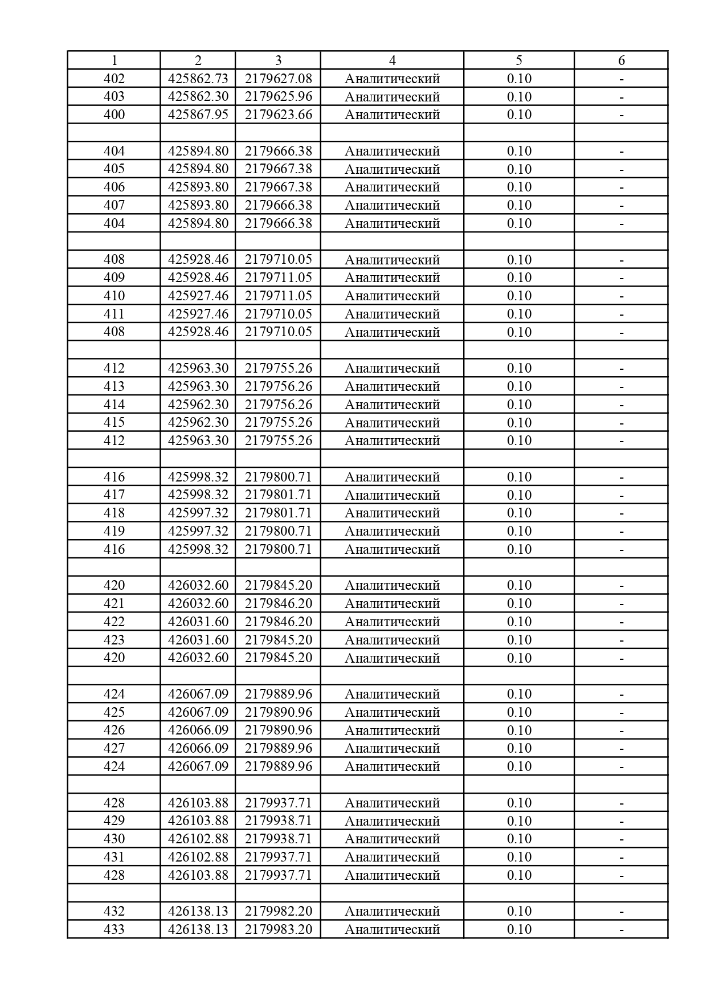 1 2 3 4 5 6
402 425862.73 2179627.08 Аналитический 0.10 -
403 425862.30 2179625.96 Аналитический 0.10 -
400 425867.95 2179623.66 Аналитический 0.10 -
404 425894.80 2179666.38 Аналитический 0.10 -
405 425894.80 2179667.38 Аналитический 0.10 -
406 425893.80 2179667.38 Аналитический 0.10 -
407 425893.80 2179666.38 Аналитический 0.10 -
404 425894.80 2179666.38 Аналитический 0.10 -
408 425928.46 2179710.05 Аналитический 0.10 -
409 425928.46 2179711.05 Аналитический 0.10 -
410 425927.46 2179711.05 Аналитический 0.10 -
411 425927.46 2179710.05 Аналитический 0.10 -
408 425928.46 2179710.05 Аналитический 0.10 -
412 425963.30 2179755.26 Аналитический 0.10 -
413 425963.30 2179756.26 Аналитический 0.10 -
414 425962.30 2179756.26 Аналитический 0.10 -
415 425962.30 2179755.26 Аналитический 0.10 -
412 425963.30 2179755.26 Аналитический 0.10 -
416 425998.32 2179800.71 Аналитический 0.10 -
417 425998.32 2179801.71 Аналитический 0.10 -
418 425997.32 2179801.71 Аналитический 0.10 -
419 425997.32 2179800.71 Аналитический 0.10 -
416 425998.32 2179800.71 Аналитический 0.10 -
420 426032.60 2179845.20 Аналитический 0.10 -
421 426032.60 2179846.20 Аналитический 0.10 -
422 426031.60 2179846.20 Аналитический 0.10 -
423 426031.60 2179845.20 Аналитический 0.10 -
420 426032.60 2179845.20 Аналитический 0.10 -
424 426067.09 2179889.96 Аналитический 0.10 -
425 426067.09 2179890.96 Аналитический 0.10 -
426 426066.09 2179890.96 Аналитический 0.10 -
427 426066.09 2179889.96 Аналитический 0.10 -
424 426067.09 2179889.96 Аналитический 0.10 -
428 426103.88 2179937.71 Аналитический 0.10 -
429 426103.88 2179938.71 Аналитический 0.10 -
430 426102.88 2179938.71 Аналитический 0.10 -
431 426102.88 2179937.71 Аналитический 0.10 -
428 426103.88 2179937.71 Аналитический 0.10 -
432 426138.13 2179982.20 Аналитический 0.10 -
433 426138.13 2179983.20 Аналитический 0.10 -